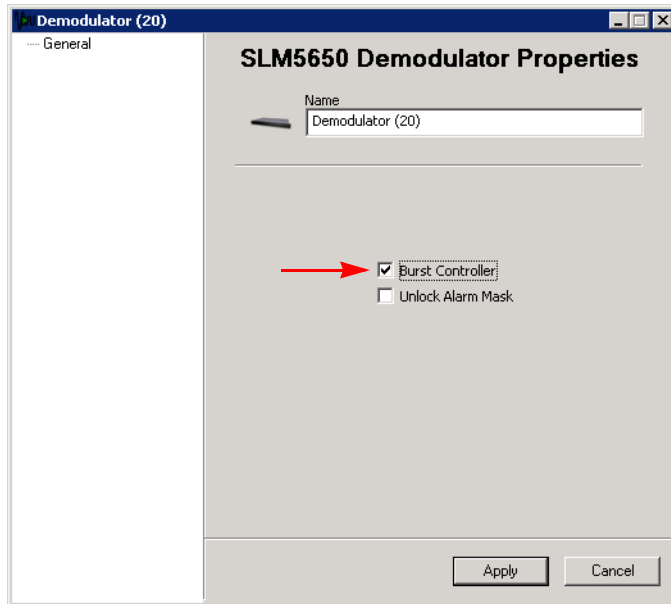 Demodulator (20)
General
SLM5650 Demodulator Properties
Name
Demodulator (20)
Burst Controller
Unlock Alarm Mask
Apply
Cancel